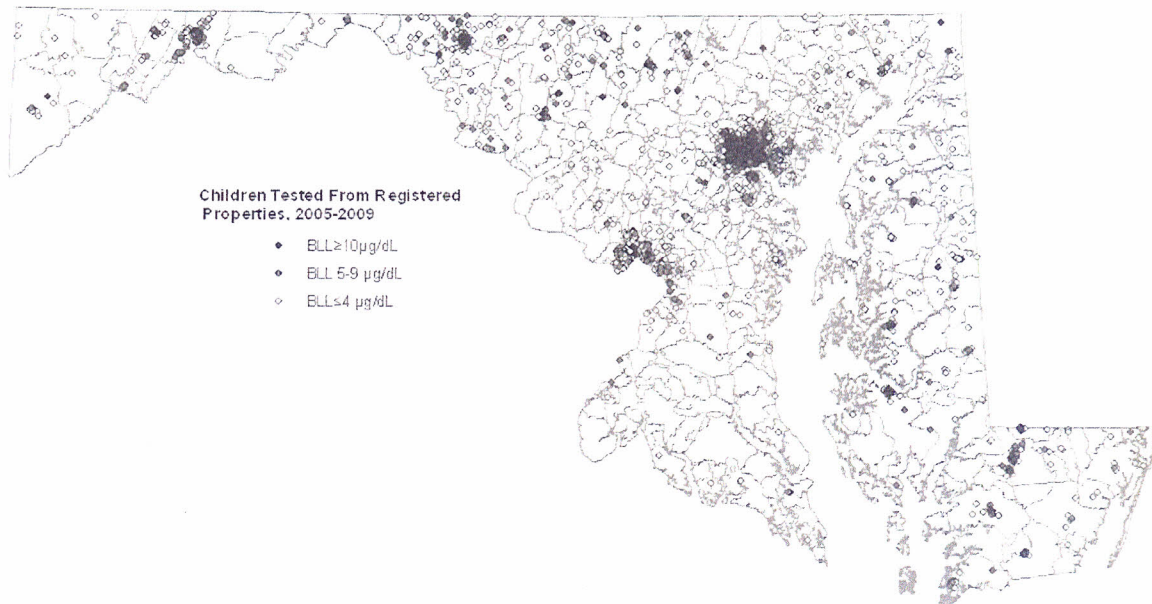 Children Tested From Registered
Properties, 2005-2009
BLL≥10µg/dL
BLL 5-9 µg/dL
BLL≤4 µg/dL